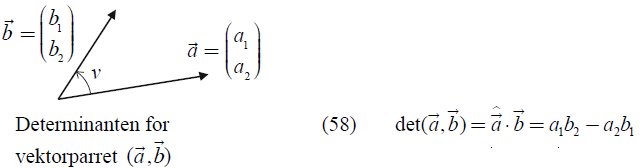 b⃗ = (b₁ b₂)
a⃗ = (a₁ a₂)
v
Determinanten for
vektorparret (a⃗,b⃗)
(58) det(a⃗,b⃗) = â⃗ · b⃗ = a₁b₂ − a₂b₁